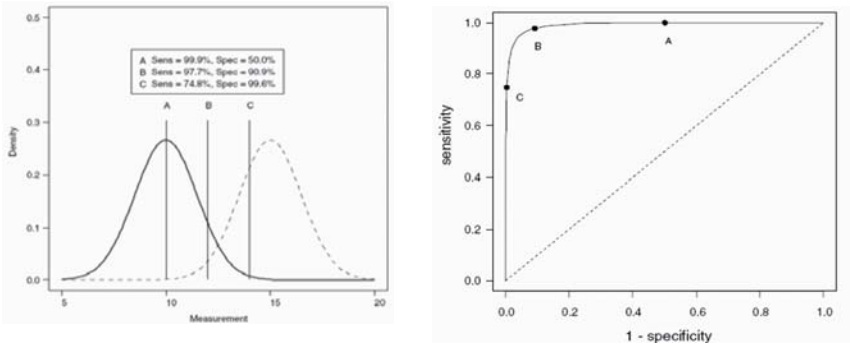 0.5
0.4
0.3
0.2
0.1
0.0
Density
A Sens = 99.9%, Spec = 50.0%
B Sens = 97.7%, Spec = 90.9%
C Sens = 74.8%, Spec = 99.6%
A B C
5 10 15 20
Measurement
1.0
0.8
0.6
0.4
0.2
0.0
sensitivity
A
B
C
0.0 0.2 0.4 0.6 0.8 1.0
1 - specificity